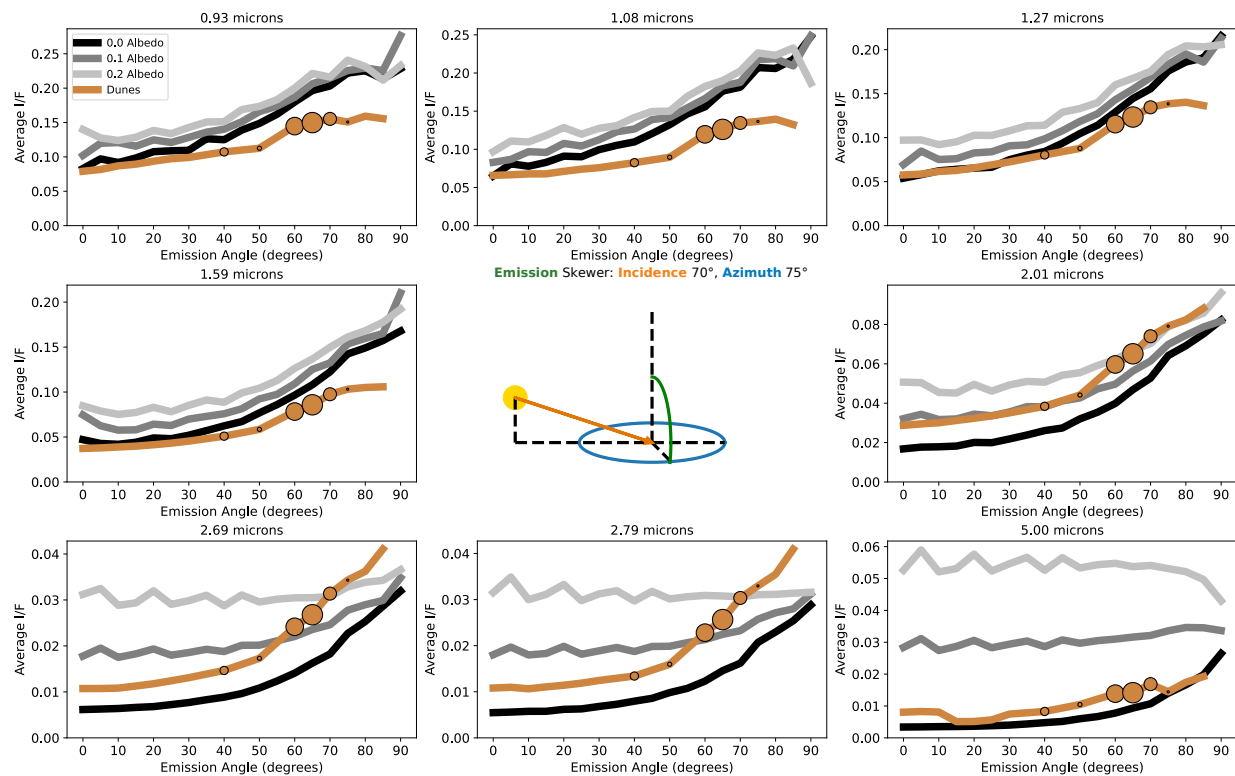 0.93 microns
0.25
0.20
0.15
0.10
0.05
0.00
Average I/F
0.0 Albedo
0.1 Albedo
0.2 Albedo
Dunes
0 10 20 30 40 50 60 70 80 90
Emission Angle (degrees)
1.08 microns
0.25
0.20
0.15
0.10
0.05
0.00
Average I/F
0 10 20 30 40 50 60 70 80 90
Emission Angle (degrees)
1.27 microns
0.20
0.15
0.10
0.05
0.00
Average I/F
0 10 20 30 40 50 60 70 80 90
Emission Angle (degrees)
1.59 microns
0.20
0.15
0.10
0.05
0.00
Average I/F
0 10 20 30 40 50 60 70 80 90
Emission Angle (degrees)
Emission Skewer: Incidence 70°, Azimuth 75°
2.01 microns
0.08
0.06
0.04
0.02
0.00
Average I/F
0 10 20 30 40 50 60 70 80 90
Emission Angle (degrees)
2.69 microns
0.04
0.03
0.02
0.01
0.00
Average I/F
0 10 20 30 40 50 60 70 80 90
Emission Angle (degrees)
2.79 microns
0.04
0.03
0.02
0.01
0.00
Average I/F
0 10 20 30 40 50 60 70 80 90
Emission Angle (degrees)
5.00 microns
0.06
0.05
0.04
0.03
0.02
0.01
0.00
Average I/F
0 10 20 30 40 50 60 70 80 90
Emission Angle (degrees)